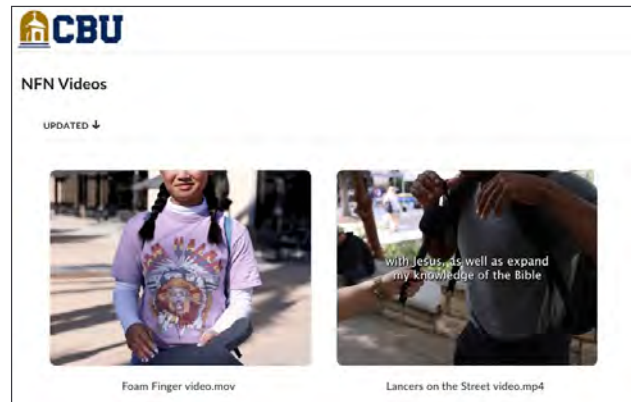 CBU
NFN Videos
UPDATED ↓
with Jesus, as well as expand
my knowledge of the Bible
Foam Finger video.mov
Lancers on the Street video.mp4